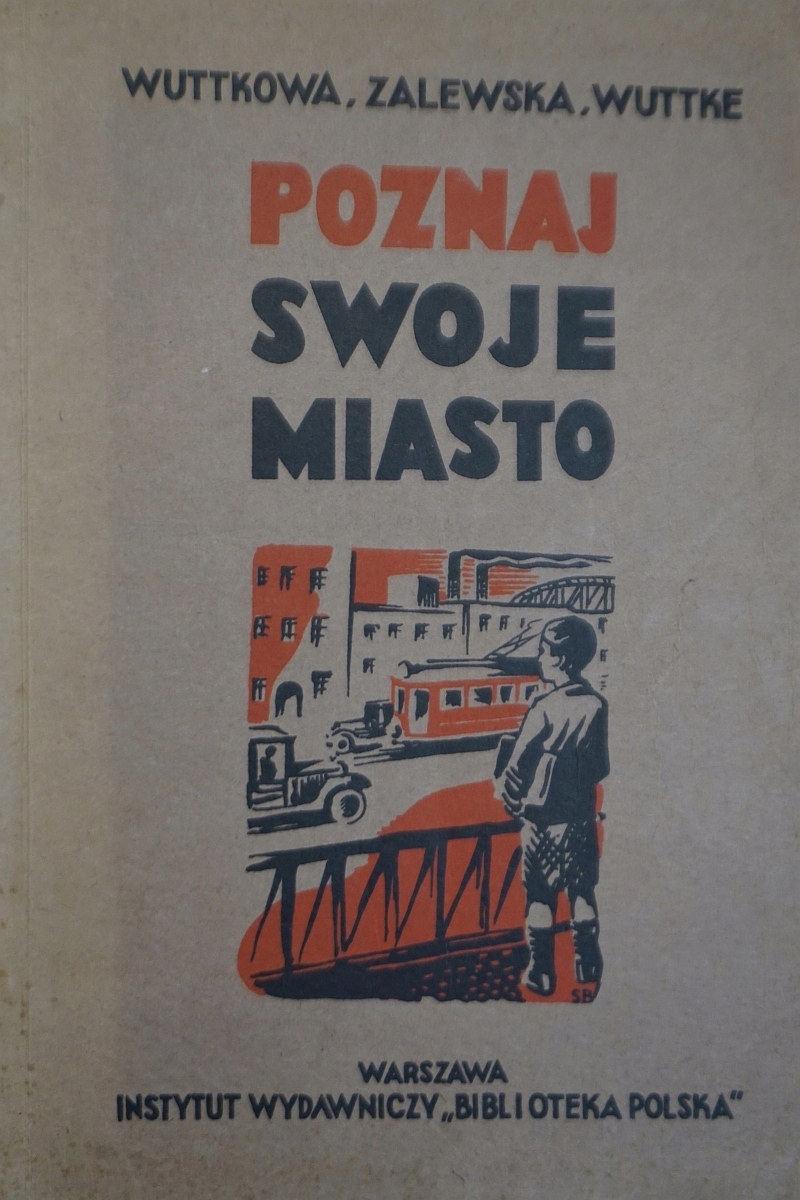 WUTTKOWA, ZALEWSKA, WUTTKE
POZNAJ
SWOJE
MIASTO
SB
WARSZAWA
INSTYTUT WYDAWNICZY „BIBLIOTEKA POLSKA"